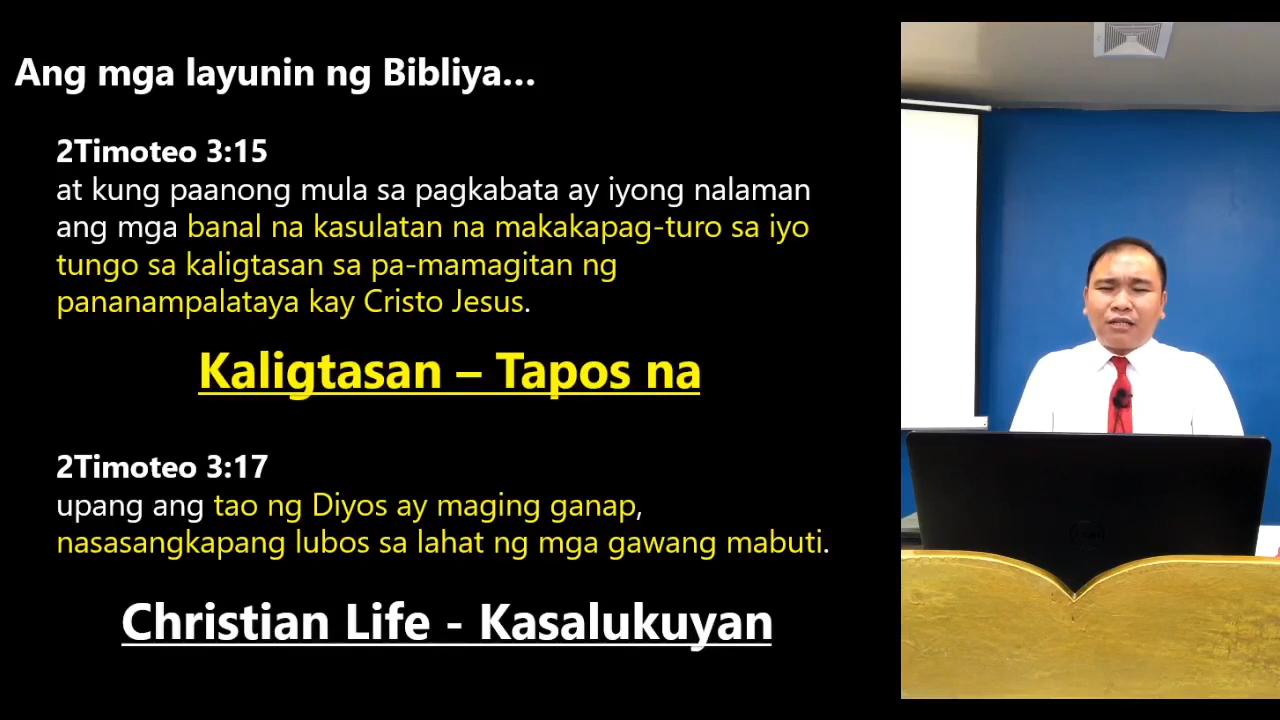 Ang mga layunin ng Bibliya...
2Timoteo 3:15
at kung paanong mula sa pagkabata ay iyong nalaman
ang mga banal na kasulatan na makakapag-turo sa iyo
tungo sa kaligtasan sa pa-mamagitan ng
pananampalataya kay Cristo Jesus.
Kaligtasan – Tapos na
2Timoteo 3:17
upang ang tao ng Diyos ay maging ganap,
nasasangkapang lubos sa lahat ng mga gawang mabuti.
Christian Life - Kasalukuyan